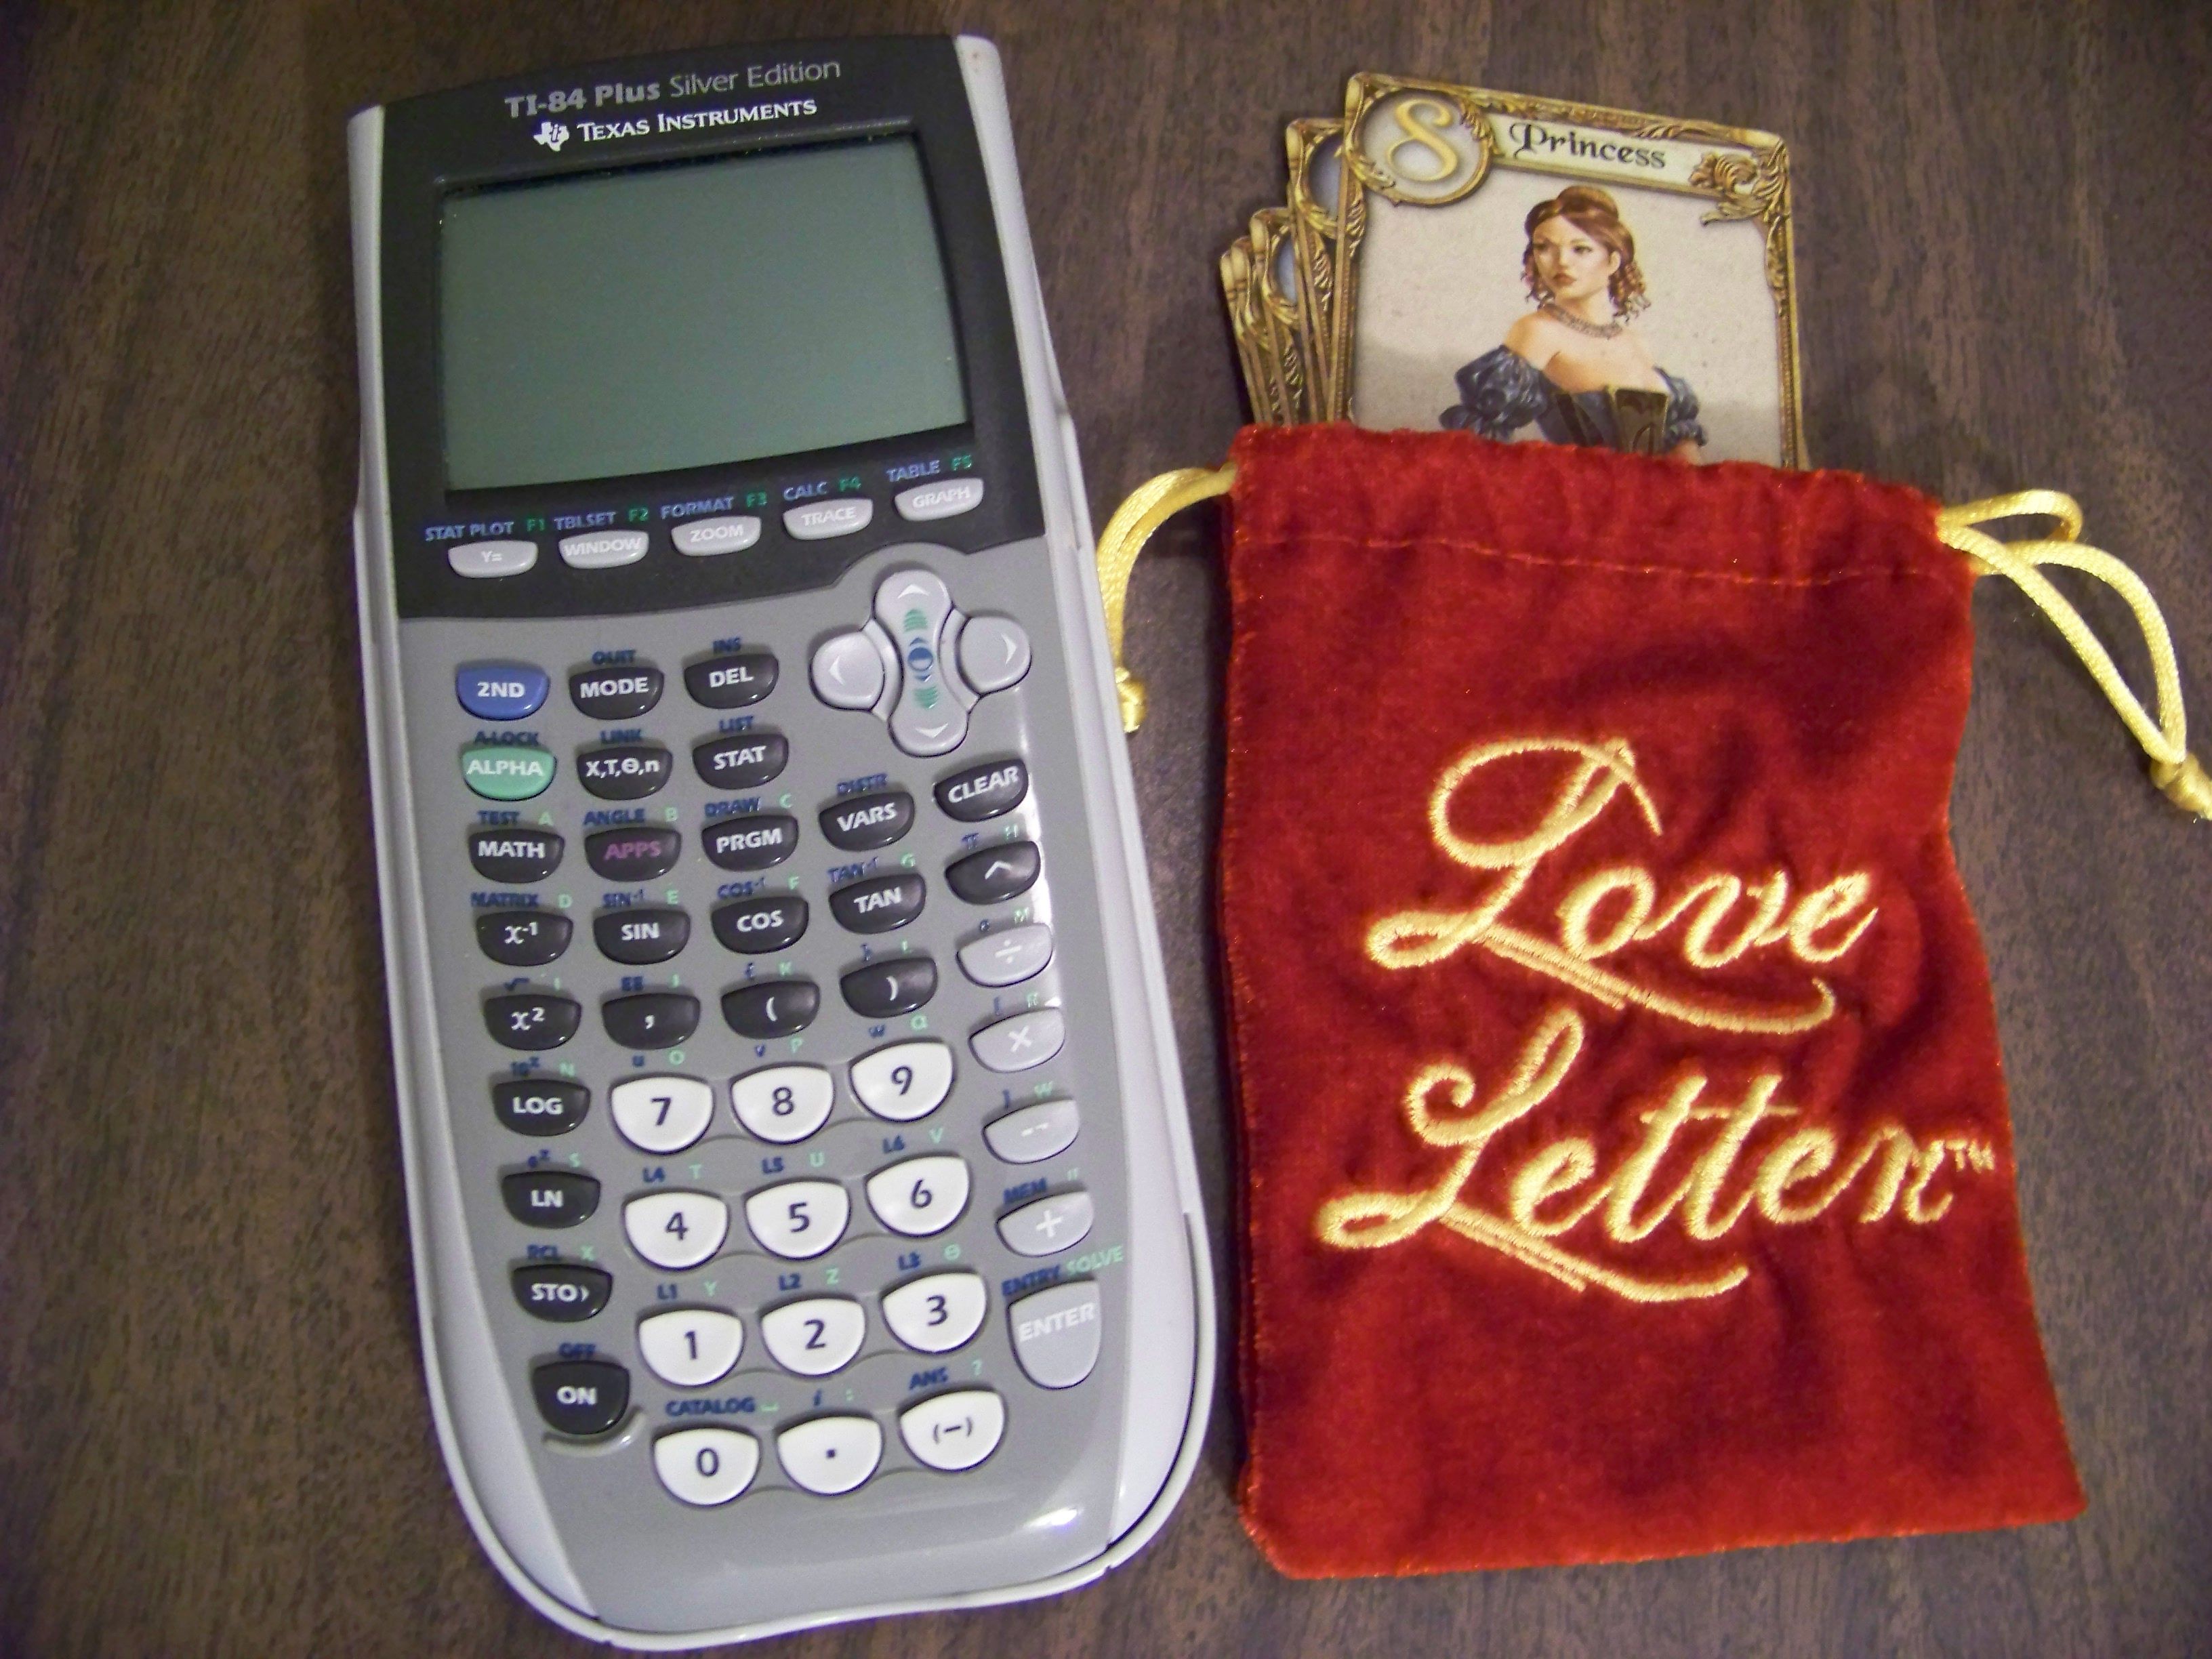 TI-84 Plus Silver Edition
TEXAS INSTRUMENTS
STAT PLOT F1 TBLSET F2 FORMAT F3 CALC F4 TABLE F5
Y= WINDOW ZOOM TRACE GRAPH
QUIT INS
2ND MODE DEL
A-LOCK LINK LIST
ALPHA X,T,Θ,n STAT
TEST A ANGLE B DRAW C DISTR
MATH APPS PRGM VARS CLEAR
MATRIX D SIN-1 E COS-1 F TAN-1 G π H
x-1 SIN COS TAN ^
√ I EE J { K } L e M
x² , ( ) ÷
10x N u O v P w Q [ R
LOG 7 8 9 ×
ex S L4 T L5 U L6 V ] W
LN 4 5 6 −
RCL X L1 Y L2 Z L3 Θ MEM "
STO› 1 2 3 +
OFF CATALOG i : ANS ? ENTRY SOLVE
ON 0 . (−) ENTER
8 Princess
Love
Letter™